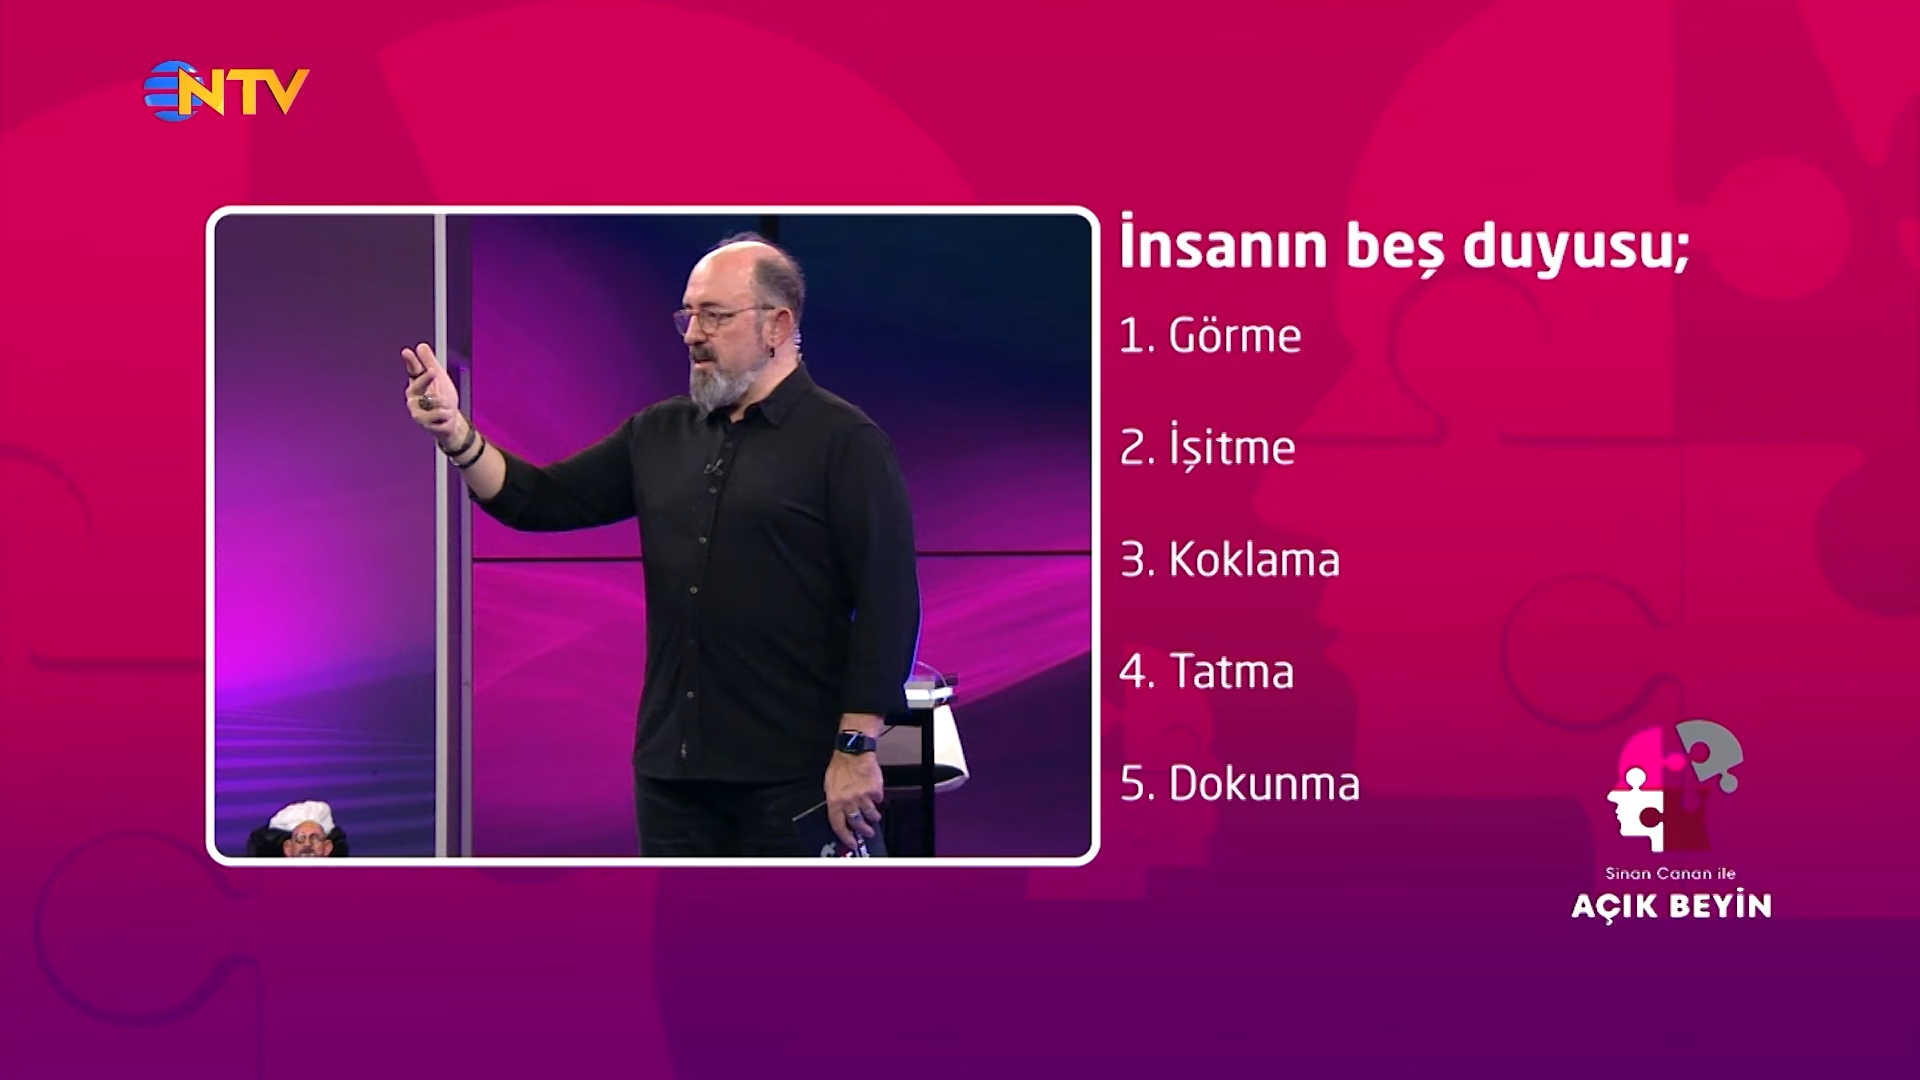 NTV
İnsanın beş duyusu;
1. Görme
2. İşitme
3. Koklama
4. Tatma
5. Dokunma
Sinan Canan ile
AÇIK BEYİN